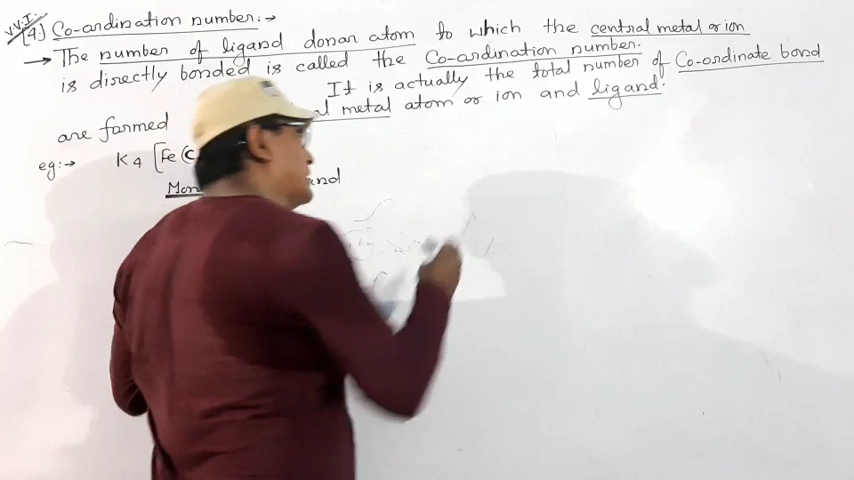 V.V.I.
(4.) Co-ordination number:→
→ The number of ligand donar atom to which the central metal or ion
is directly bonded is called the Co-ordination number.
It is actually the total number of Co-ordinate bond
are formed metal atom or ion and ligand.
eg:→ K4 [Fe(C